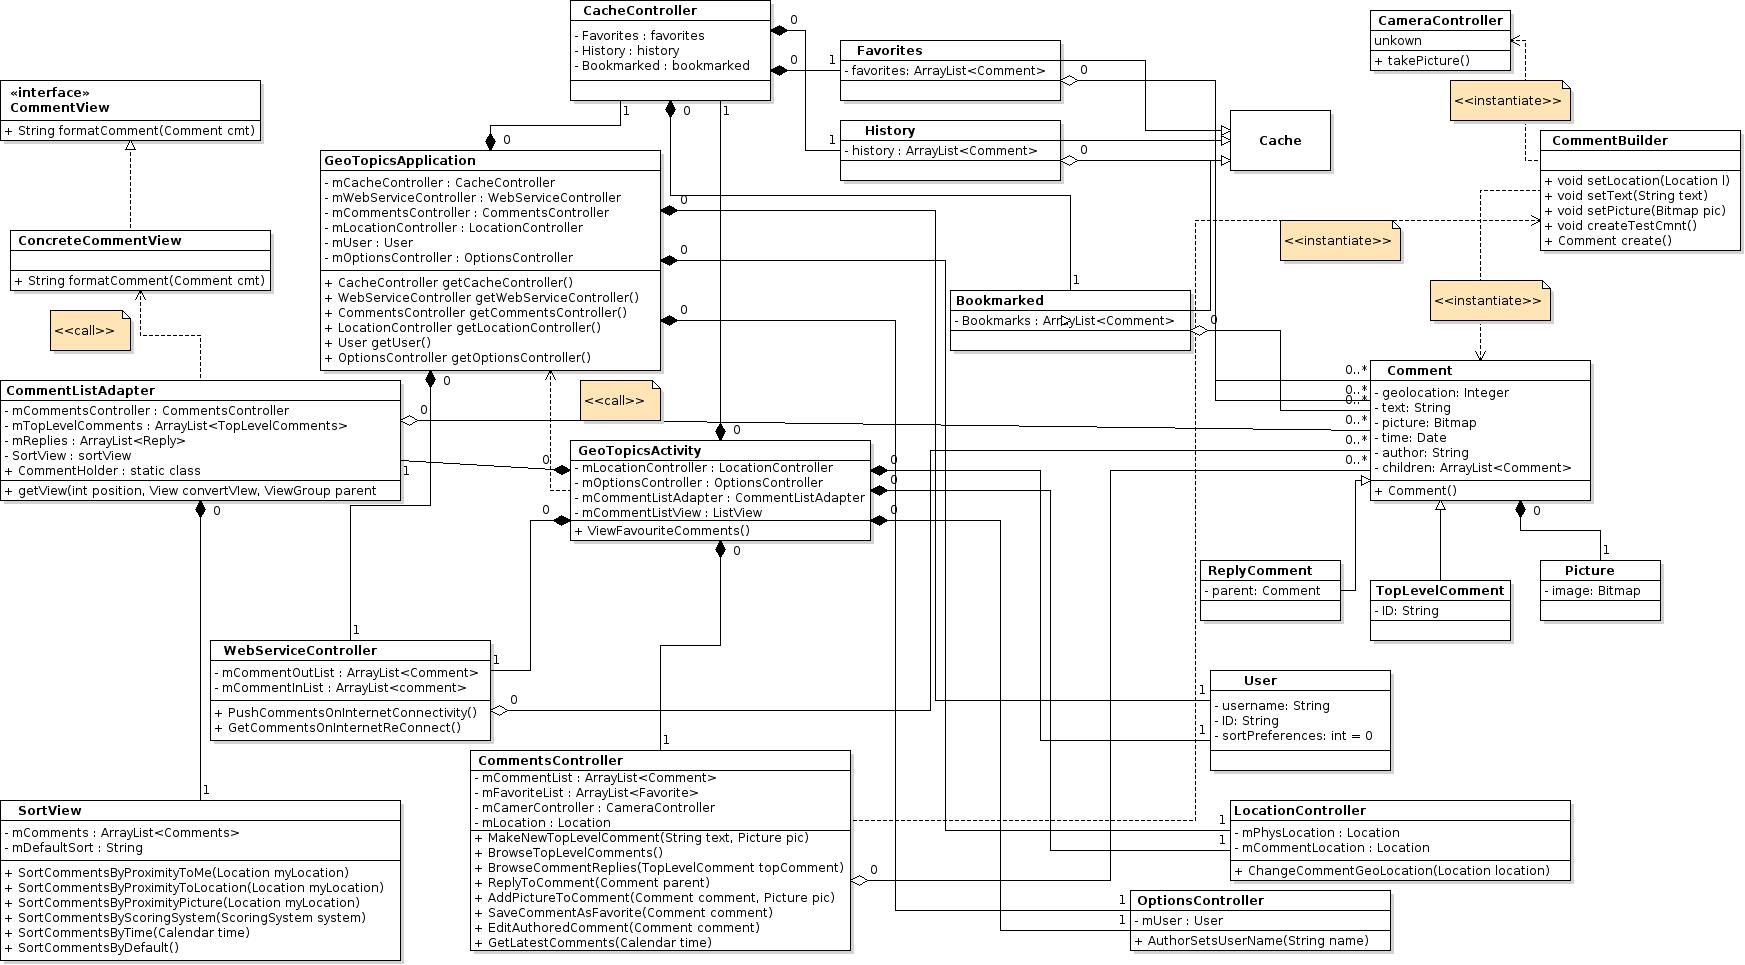 CacheController
- Favorites : favorites
- History : history
- Bookmarked : bookmarked
0
0
1
0
1
Favorites
- favorites: ArrayList<Comment>
1
0
History
- history : ArrayList<Comment>
1
0
Cache
CameraController
unkown
+ takePicture()
<<instantiate>>
CommentBuilder
+ void setLocation(Location l)
+ void setText(String text)
+ void setPicture(Bitmap pic)
+ void createTestCmnt()
+ Comment create()
<<instantiate>>
<<instantiate>>
«interface»
CommentView
+ String formatComment(Comment cmt)
ConcreteCommentView
+ String formatComment(Comment cmt)
<<call>>
0
GeoTopicsApplication
- mCacheController : CacheController
- mWebServiceController : WebServiceController
- mCommentsController : CommentsController
- mLocationController : LocationController
- mUser : User
- mOptionsController : OptionsController
+ CacheController getCacheController()
+ WebServiceController getWebServiceController()
+ CommentsController getCommentsController()
+ LocationController getLocationController()
+ User getUser()
+ OptionsController getOptionsController()
0
0
0
0
<<call>>
1
Bookmarked
- Bookmarks : ArrayList<Comment>
0
0..*
0..*
0..*
0..*
0..*
0..*
Comment
- geolocation: Integer
- text: String
- picture: Bitmap
- time: Date
- author: String
- children: ArrayList<Comment>
+ Comment()
0
1
CommentListAdapter
- mCommentsController : CommentsController
- mTopLevelComments : ArrayList<TopLevelComments>
- mReplies : ArrayList<Reply>
- SortView : sortView
+ CommentHolder : static class
+ getView(int position, View convertView, ViewGroup parent
0
1
0
0
GeoTopicsActivity
- mLocationController : LocationController
- mOptionsController : OptionsController
- mCommentListAdapter : CommentListAdapter
- mCommentListView : ListView
+ ViewFavouriteComments()
0
0
0
0
0
0
ReplyComment
- parent: Comment
TopLevelComment
- ID: String
Picture
- image: Bitmap
1
WebServiceController
- mCommentOutList : ArrayList<Comment>
- mCommentInList : ArrayList<comment>
+ PushCommentsOnInternetConnectivity()
+ GetCommentsOnInternetReConnect()
1
0
1
User
- username: String
- ID: String
- sortPreferences: int = 0
1
1
1
CommentsController
- mCommentList : ArrayList<Comment>
- mFavoriteList : ArrayList<Favorite>
- mCamerController : CameraController
- mLocation : Location
+ MakeNewTopLevelComment(String text, Picture pic)
+ BrowseTopLevelComments()
+ BrowseCommentReplies(TopLevelComment topComment)
+ ReplyToComment(Comment parent)
+ AddPictureToComment(Comment comment, Picture pic)
+ SaveCommentAsFavorite(Comment comment)
+ EditAuthoredComment(Comment comment)
+ GetLatestComments(Calendar time)
0
1
SortView
- mComments : ArrayList<Comments>
- mDefaultSort : String
+ SortCommentsByProximityToMe(Location myLocation)
+ SortCommentsByProximityToLocation(Location myLocation)
+ SortCommentsByProximityPicture(Location myLocation)
+ SortCommentsByScoringSystem(ScoringSystem system)
+ SortCommentsByTime(Calendar time)
+ SortCommentsByDefault()
LocationController
- mPhysLocation : Location
- mCommentLocation : Location
+ ChangeCommentGeoLocation(Location location)
1
1
OptionsController
- mUser : User
+ AuthorSetsUserName(String name)
1
1